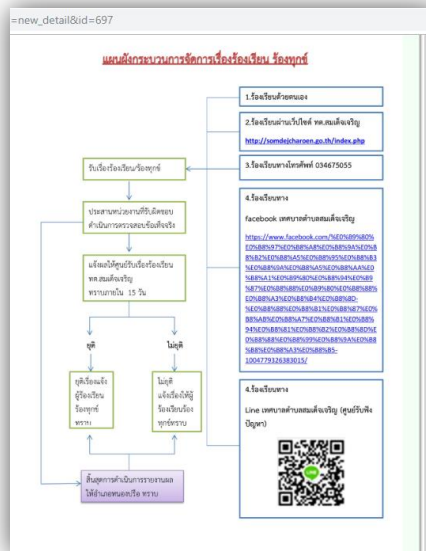 =new_detail&id=697
แผนผังกระบวนการจัดการเรื่องร้องเรียน ร้องทุกข์
1.ร้องเรียนด้วยตนเอง
2.ร้องเรียนผ่านเว็ปไซต์ ทต.สมเด็จเจริญ
http://somdejcharoen.go.th/index.php
3.ร้องเรียนทางโทรศัพท์ 034675055
รับเรื่องร้องเรียน/ร้องทุกข์
ประสานหน่วยงานที่รับผิดชอบ
ดำเนินการตรวจสอบข้อเท็จจริง
แจ้งผลให้ศูนย์รับเรื่องร้องเรียน
ทต.สมเด็จเจริญ
ทราบภายใน 15 วัน
ยุติ
ไม่ยุติ
ยุติเรื่องแจ้ง
ผู้ร้องเรียน
ร้องทุกข์
ทราบ
ไม่ยุติ
แจ้งเรื่องให้ผู้
ร้องเรียนร้อง
ทุกข์ทราบ
สิ้นสุดการดำเนินการรายงานผล
ให้อำเภอหนองปรือ ทราบ
4.ร้องเรียนทาง
facebook เทศบาลตำบลสมเด็จเจริญ
https://www.facebook.com/%E0%B9%80%
1004779326383015/
4.ร้องเรียนทาง
Line เทศบาลตำบลสมเด็จเจริญ (ศูนย์รับฟัง
ปัญหา)
LINE